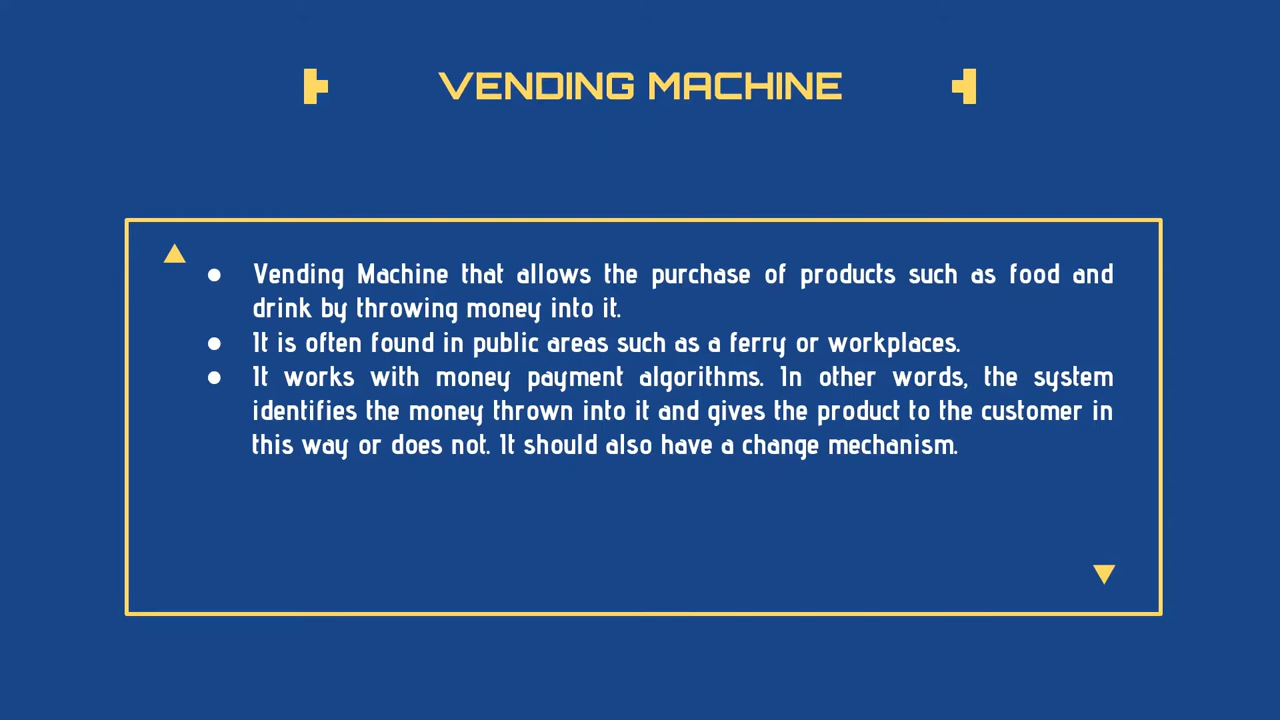 VENDING MACHINE
● Vending Machine that allows the purchase of products such as food and
drink by throwing money into it.
● It is often found in public areas such as a ferry or workplaces.
● It works with money payment algorithms. In other words, the system
identifies the money thrown into it and gives the product to the customer in
this way or does not. It should also have a change mechanism.